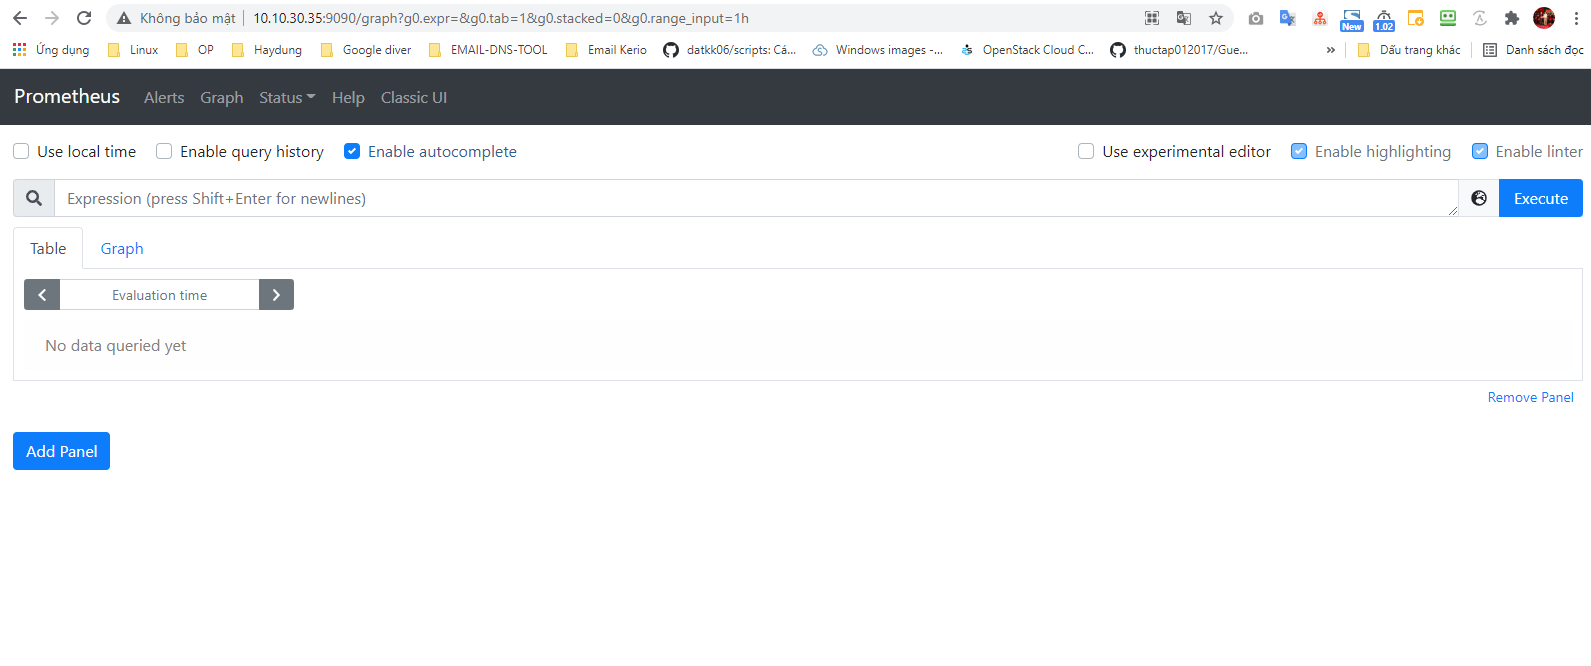 Không bảo mật 10.10.30.35:9090/graph?g0.expr=&g0.tab=1&g0.stacked=0&g0.range_input=1h
New 1.02
Ứng dụng Linux OP Haydung Google diver EMAIL-DNS-TOOL Email Kerio datkk06/scripts: Cá... Windows images -... OpenStack Cloud C... thuctap012017/Gue... » Dấu trang khác Danh sách đọc
Prometheus Alerts Graph Status Help Classic UI
Use local time Enable query history Enable autocomplete Use experimental editor Enable highlighting Enable linter
Expression (press Shift+Enter for newlines) Execute
Table Graph
Evaluation time
No data queried yet
Remove Panel
Add Panel